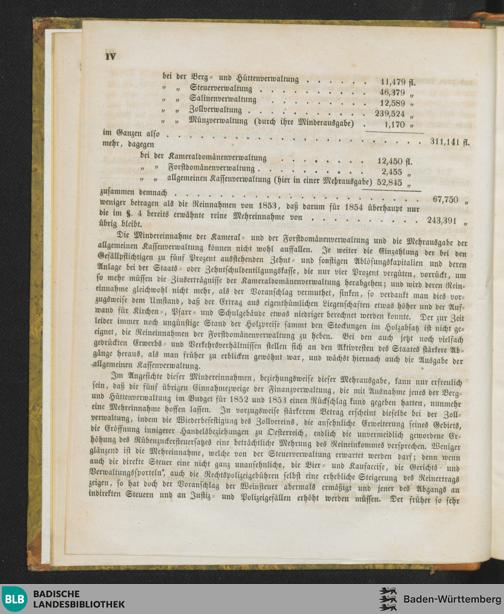 IV
bei der Berg- und Hüttenverwaltung . . . . . . . 11,479 fl.
„ „ Steuerverwaltung . . . . . . . . . . 46,379 „
„ „ Salinenverwaltung . . . . . . . . . . 12,589 „
„ „ Zollverwaltung . . . . . . . . . . . 239,524 „
„ „ Münzverwaltung (durch ihre Minderausgabe) . 1,170 „
im Ganzen also . . . . . . . . . . . . . . . . . . . 311,141 fl.
mehr, dagegen
bei der Kameraldomänenverwaltung . . . . . . . . 12,450 fl.
„ „ Forstdomänenverwaltung . . . . . . . . . 2,455 „
„ „ allgemeinen Kassenverwaltung (hier in einer Mehrausgabe) 52,845 „
zusammen demnach . . . . . . . . . . . . . . . . . . 67,750 „
weniger betragen als die Reinnahmen von 1853, daß darum für 1854 überhaupt nur
die im §. 4 bereits erwähnte reine Mehreinnahme von . . . . . . . . . 243,391 „
übrig bleibt.
Die Mindereinnahme der Kameral- und der Forstdomänenverwaltung und die Mehrausgabe der
allgemeinen Kassenverwaltung können nicht wohl auffallen. Je weiter die Einzahlung der bei den
Gefällpflichtigen zu fünf Prozent ausstehenden Zehnt- und sonstigen Ablösungskapitalien und deren
Anlage bei der Staats- oder Zehntschuldentilgungskasse, die nur vier Prozent vergüten, vorrückt, um
so mehr müssen die Zinserträgnisse der Kameraldomänenverwaltung herabgehen; und wird deren Rein-
einnahme gleichwohl nicht mehr, als der Voranschlag vermuthet, sinken, so verdankt man dies vor-
zugsweise dem Umstand, daß der Ertrag aus eigenthümlichen Liegenschaften etwas höher und der Auf-
wand für Kirchen-, Pfarr- und Schulgebäude etwas niedriger berechnet werden konnte. Der zur Zeit
leider immer noch ungünstige Stand der Holzpreise sammt den Stockungen im Holzabsatz ist nicht ge-
eignet, die Reineinnahmen der Forstdomänenverwaltung zu heben. Bei den auch jetzt noch vielfach
gedrückten Erwerbs- und Verkehrsverhältnissen stellen sich an den Aktivresten des Staates stärkere Ab-
gänge heraus, als man früher zu erblicken gewöhnt war, und wächst hiernach auch die Ausgabe der
allgemeinen Kassenverwaltung.
Im Angesichte dieser Mindereinnahmen, beziehungsweise dieser Mehrausgabe, kann nur erfreulich
sein, daß die fünf übrigen Einnahmezweige der Finanzverwaltung, die mit Ausnahme jenes der Berg-
und Hüttenverwaltung im Budget für 1852 und 1853 einen Rückschlag kund gegeben hatten, nunmehr
eine Mehreinnahme hoffen lassen. In vorzugsweise stärkerem Betrag erscheint dieselbe bei der Zoll-
verwaltung, indem die Wiederbefestigung des Zollvereins, die ansehnliche Erweiterung seines Gebiets,
die Eröffnung innigerer Handelsbeziehungen zu Oesterreich, endlich die unvermeidlich gewordene Er-
höhung des Rübenzuckersteuersatzes eine beträchtliche Mehrung des Reineinkommens versprechen. Weniger
glänzend ist die Mehreinnahme, welche von der Steuerverwaltung erwartet werden darf; denn wenn
auch die direkte Steuer eine nicht ganz unansehnliche, die Bier- und Kaufaccise, die Gerichts- und
Verwaltungssporteln, auch die Rechtspolizeigebühren selbst eine erhebliche Steigerung des Reinertrags
zeigen, so hat doch der Voranschlag der Weinsteuer abermals ermäßigt und jener des Abgangs an
indirekten Steuern und an Justiz- und Polizeigefällen erhöht werden müssen. Der früher so sehr
BLB BADISCHE
LANDESBIBLIOTHEK
Baden-Württemberg